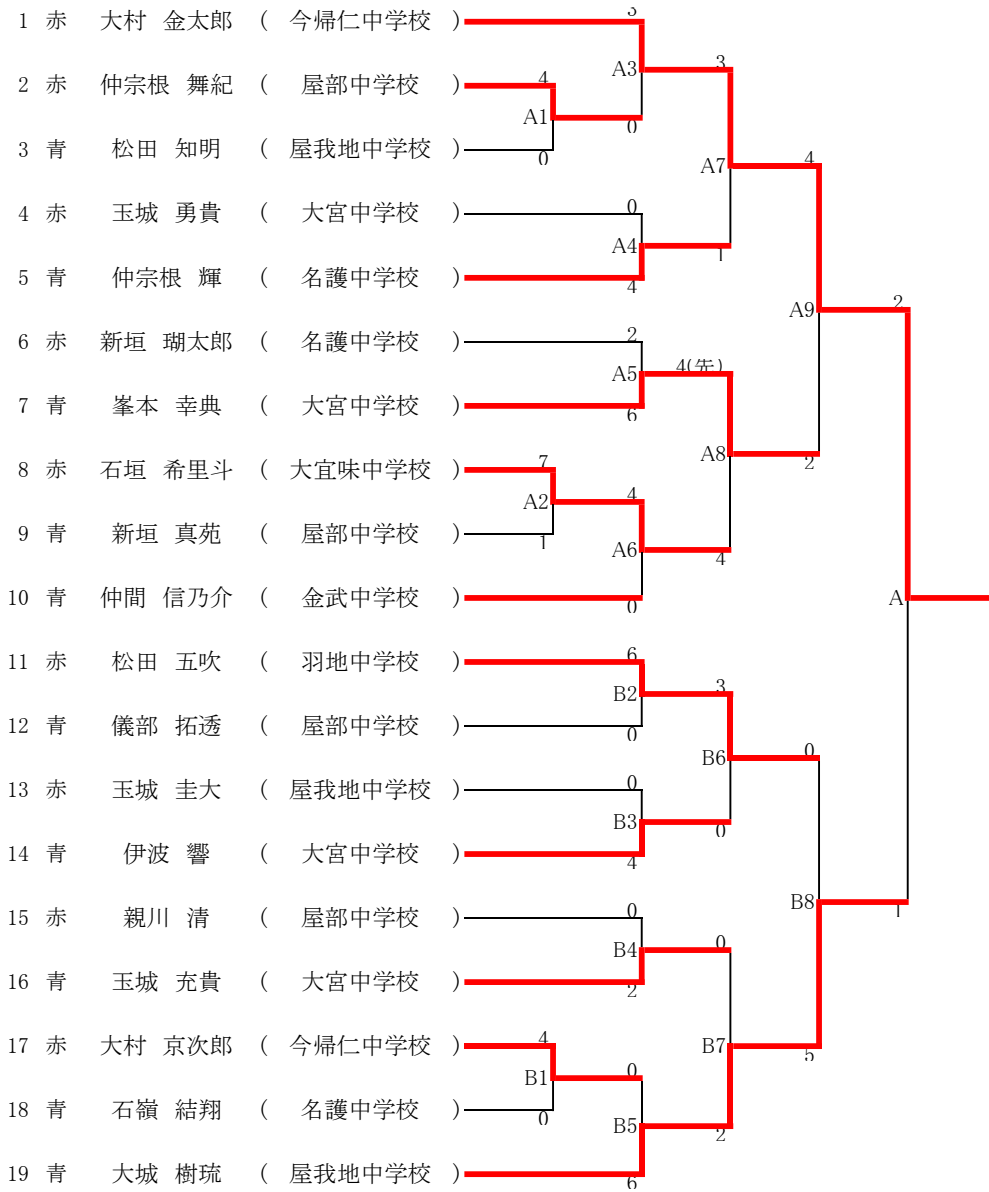 3
1 赤 大村 金太郎 ( 今帰仁中学校 )
A3 3
2 赤 仲宗根 舞紀 ( 屋部中学校 ) 4
A1 0
3 青 松田 知明 ( 屋我地中学校 ) 0
A7 4
4 赤 玉城 勇貴 ( 大宮中学校 ) 0
A4 1
5 青 仲宗根 輝 ( 名護中学校 ) 4
A9 2
6 赤 新垣 瑚太郎 ( 名護中学校 ) 2
A5 4(先)
7 青 峯本 幸典 ( 大宮中学校 ) 6
A8 2
8 赤 石垣 希里斗 ( 大宜味中学校 ) 7
A2 4
9 青 新垣 真苑 ( 屋部中学校 ) 1
A6 4
10 青 仲間 信乃介 ( 金武中学校 ) 0
A
11 赤 松田 五吹 ( 羽地中学校 ) 6
B2 3
12 青 儀部 拓透 ( 屋部中学校 ) 0
B6 0
13 赤 玉城 圭大 ( 屋我地中学校 ) 0
B3 0
14 青 伊波 響 ( 大宮中学校 ) 4
B8 1
15 赤 親川 清 ( 屋部中学校 ) 0
B4 0
16 青 玉城 充貴 ( 大宮中学校 ) 2
17 赤 大村 京次郎 ( 今帰仁中学校 ) 4
B7 5
B1 0
18 青 石嶺 結翔 ( 名護中学校 ) 0
B5 2
19 青 大城 樹琉 ( 屋我地中学校 ) 6